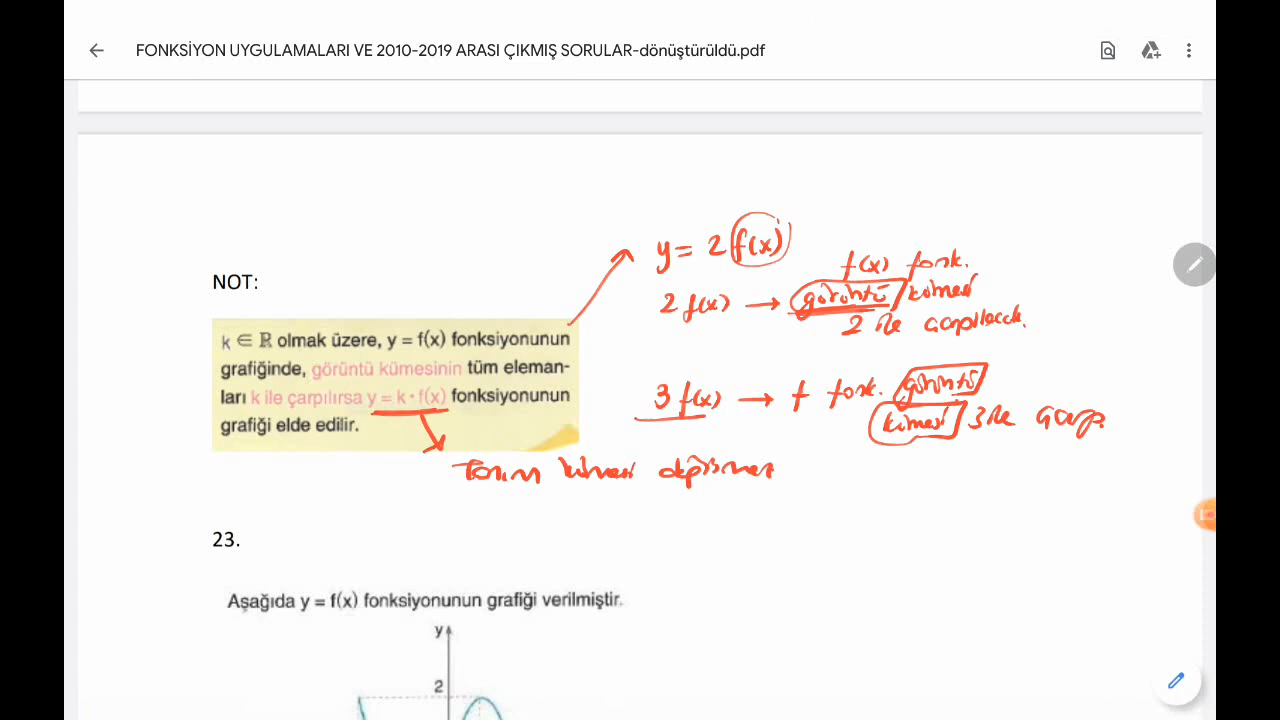 FONKSİYON UYGULAMALARI VE 2010-2019 ARASI ÇIKMIŞ SORULAR-dönüştürüldü.pdf
y = 2 f(x)
f(x) fonk.
NOT:
2 f(x) → görüntü kümesi
2 ile çarpılacak.
k ∈ ℝ olmak üzere, y = f(x) fonksiyonunun
grafiğinde, görüntü kümesinin tüm eleman-
ları k ile çarpılırsa y = k · f(x) fonksiyonunun
grafiği elde edilir.
3 f(x) → f fonk. görüntü
kümesi 3 ile çarp.
Tanım kümesi değişmez
23.
Aşağıda y = f(x) fonksiyonunun grafiği verilmiştir.
y
2